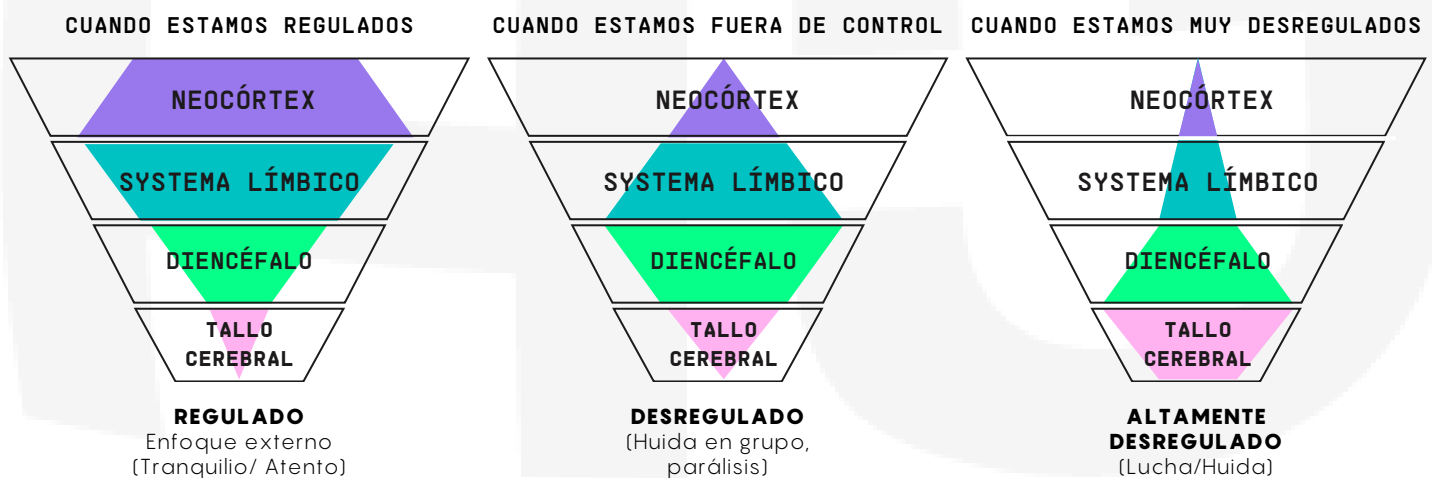 CUANDO ESTAMOS REGULADOS
NEOCÓRTEX
SYSTEMA LÍMBICO
DIENCÉFALO
TALLO
CEREBRAL
REGULADO
Enfoque externo
(Tranquilio/ Atento)
CUANDO ESTAMOS FUERA DE CONTROL
NEOCÓRTEX
SYSTEMA LÍMBICO
DIENCÉFALO
TALLO
CEREBRAL
DESREGULADO
(Huida en grupo,
parálisis)
CUANDO ESTAMOS MUY DESREGULADOS
NEOCÓRTEX
SYSTEMA LÍMBICO
DIENCÉFALO
TALLO
CEREBRAL
ALTAMENTE
DESREGULADO
(Lucha/Huida)